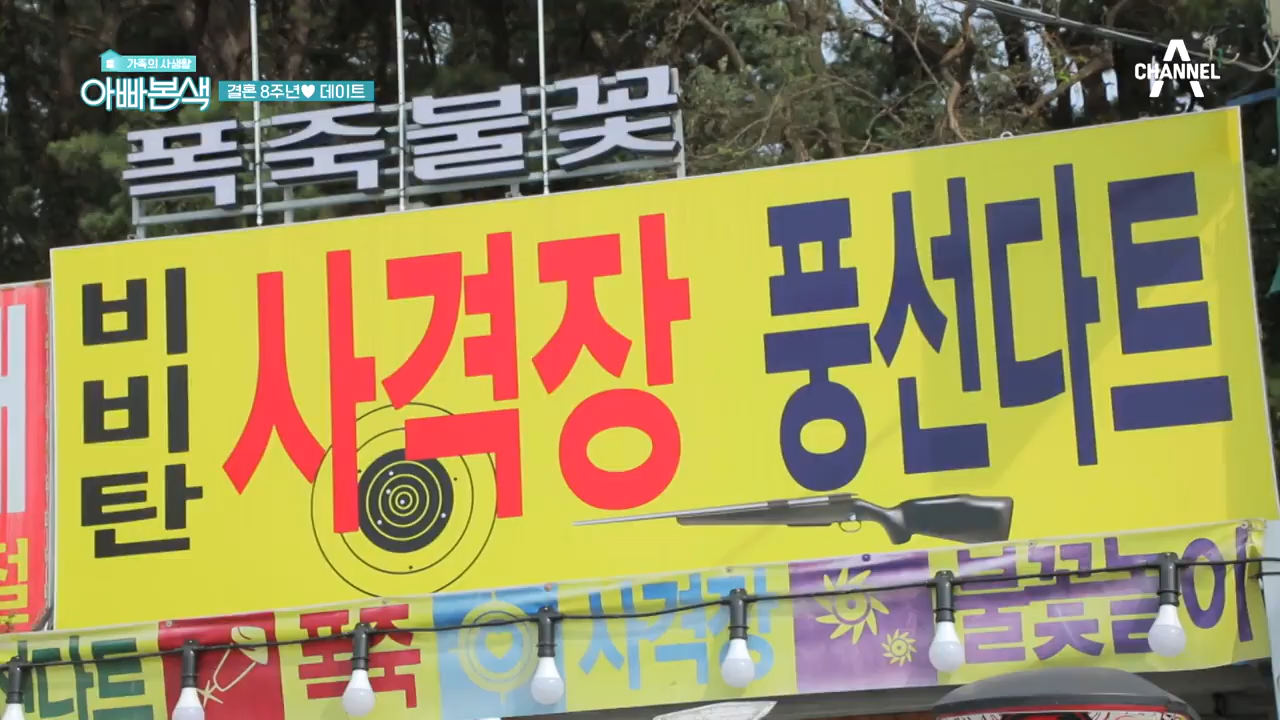 가족의 사생활
아빠본색 결혼 8주년♥ 데이트
CHANNEL A
폭죽불꽃
비비탄 사격장 풍선다트
다트 폭죽 사격장 불꽃놀이